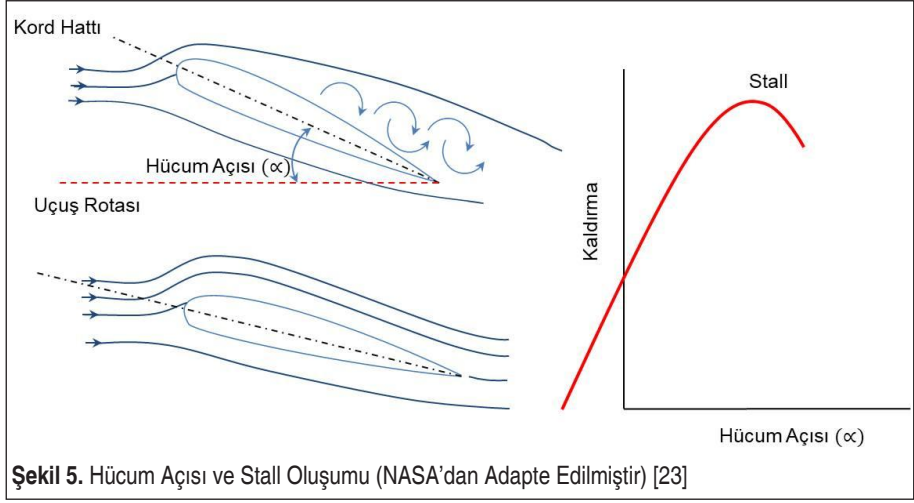 Kord Hattı
Hücum Açısı (∝)
Uçuş Rotası
Stall
Kaldırma
Hücum Açısı (∝)
Şekil 5. Hücum Açısı ve Stall Oluşumu (NASA'dan Adapte Edilmiştir) [23]